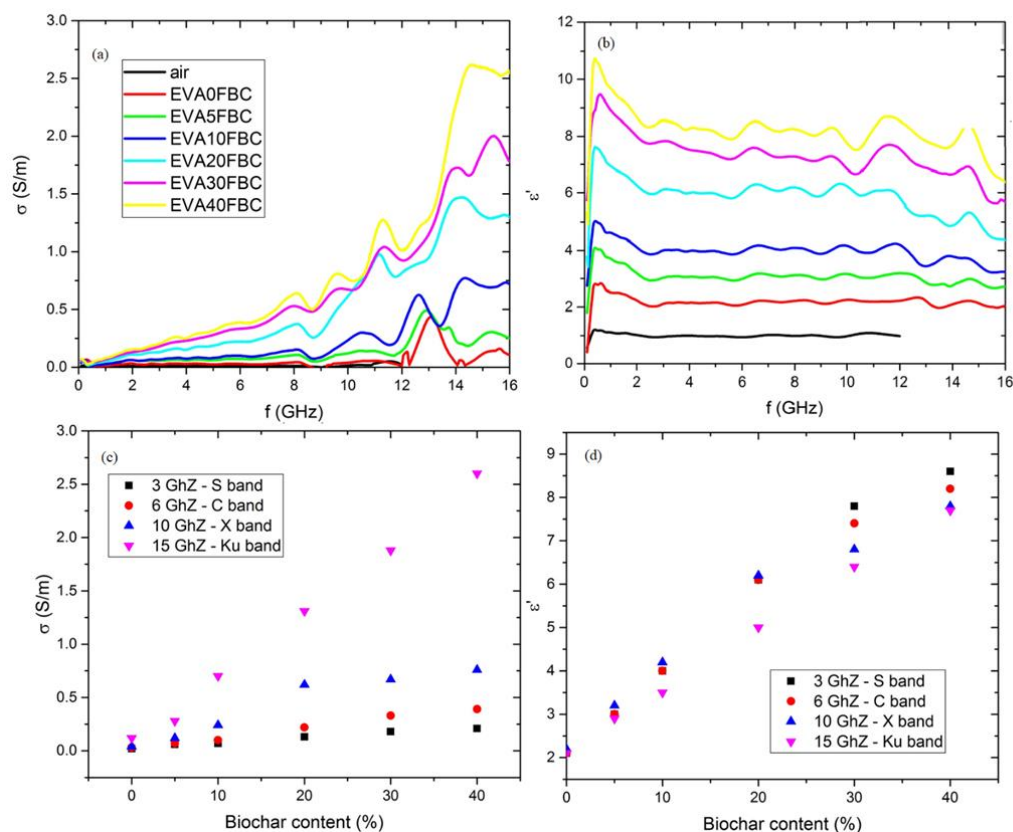 (a)
air
EVA0FBC
EVA5FBC
EVA10FBC
EVA20FBC
EVA30FBC
EVA40FBC
3.0
2.5
2.0
1.5
1.0
0.5
0.0
σ (S/m)
0 2 4 6 8 10 12 14 16
f (GHz)
(b)
12
10
8
6
4
2
0
ε'
0 2 4 6 8 10 12 14 16
f (GHz)
(c)
3 GhZ - S band
6 GhZ - C band
10 GhZ - X band
15 GhZ - Ku band
3.0
2.5
2.0
1.5
1.0
0.5
0.0
σ (S/m)
0 10 20 30 40
Biochar content (%)
(d)
3 GhZ - S band
6 GhZ - C band
10 GhZ - X band
15 GhZ - Ku band
9
8
7
6
5
4
3
2
ε'
0 10 20 30 40
Biochar content (%)